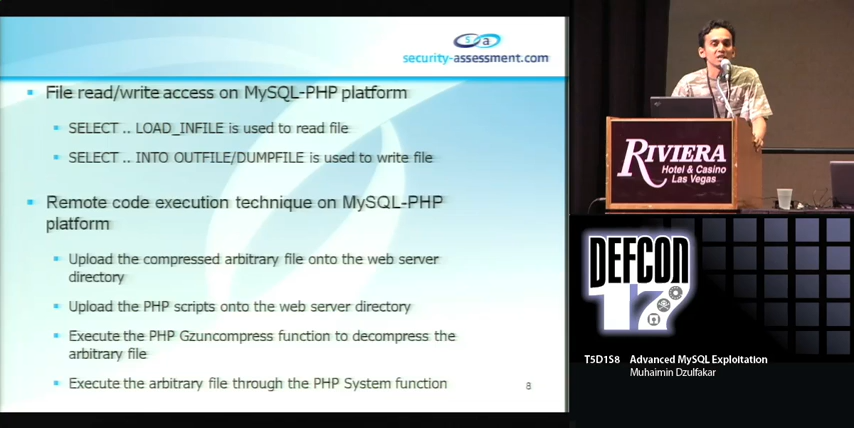 sa
security-assessment.com
File read/write access on MySQL-PHP platform
SELECT .. LOAD_INFILE is used to read file
SELECT .. INTO OUTFILE/DUMPFILE is used to write file
Remote code execution technique on MySQL-PHP
platform
Upload the compressed arbitrary file onto the web server
directory
Upload the PHP scripts onto the web server directory
Execute the PHP Gzuncompress function to decompress the
arbitrary file
Execute the arbitrary file through the PHP System function
8
RIVIERA
Hotel & Casino
Las Vegas
DEFCON
17
T5D1S8 Advanced MySQL Exploitation
Muhaimin Dzulfakar